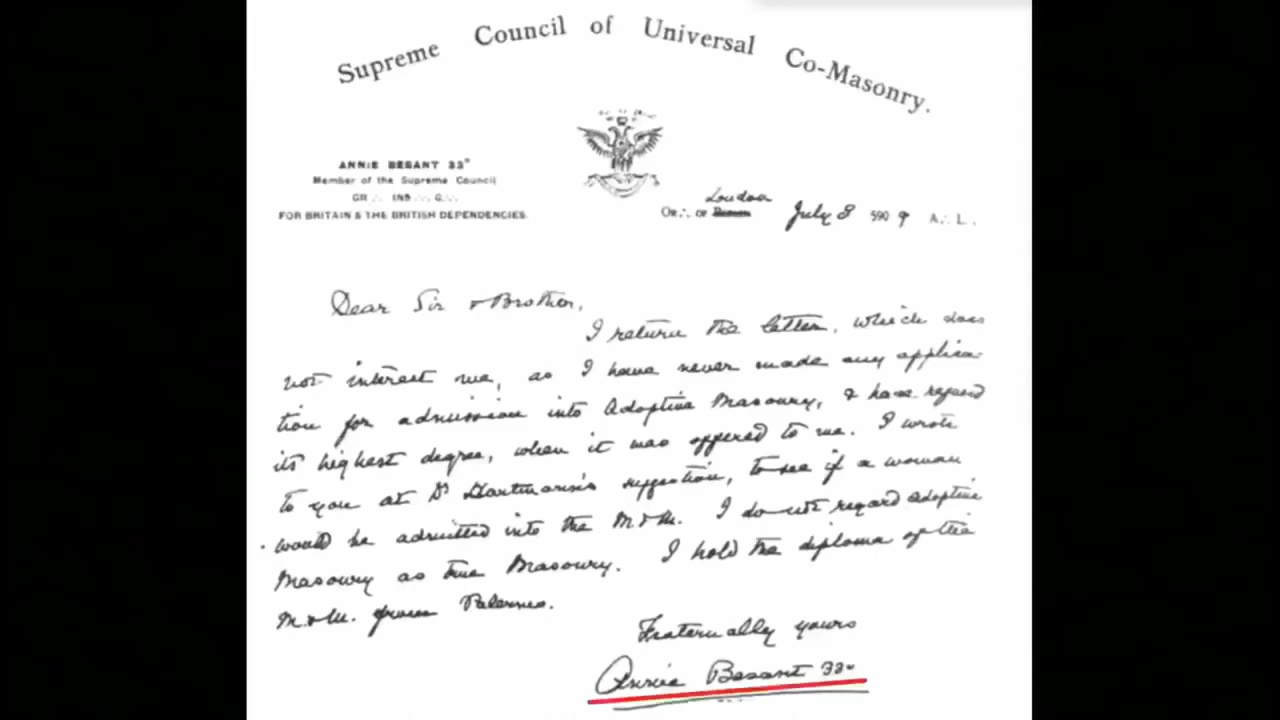 Supreme Council of Universal Co-Masonry.
ANNIE BESANT 33°
Member of the Supreme Council
GR∴ INS∴ G∴
FOR BRITAIN & THE BRITISH DEPENDENCIES.
London
Or∴ of July 8 5909 A∴ L∴
Dear Sir & Brother,
I return the letter, which does
not interest me, as I have never made any applica-
tion for admission into Adoptive Masonry, & have refused
its highest degree, when it was offered to me. I wrote
to you at Dr Hartmann's suggestion, to see if a woman
would be admitted into the M & M. I do not regard Adoptive
Masonry as true Masonry. I hold the diploma of the
M. & M. from Palermo.
Fraternally yours
Annie Besant 33°